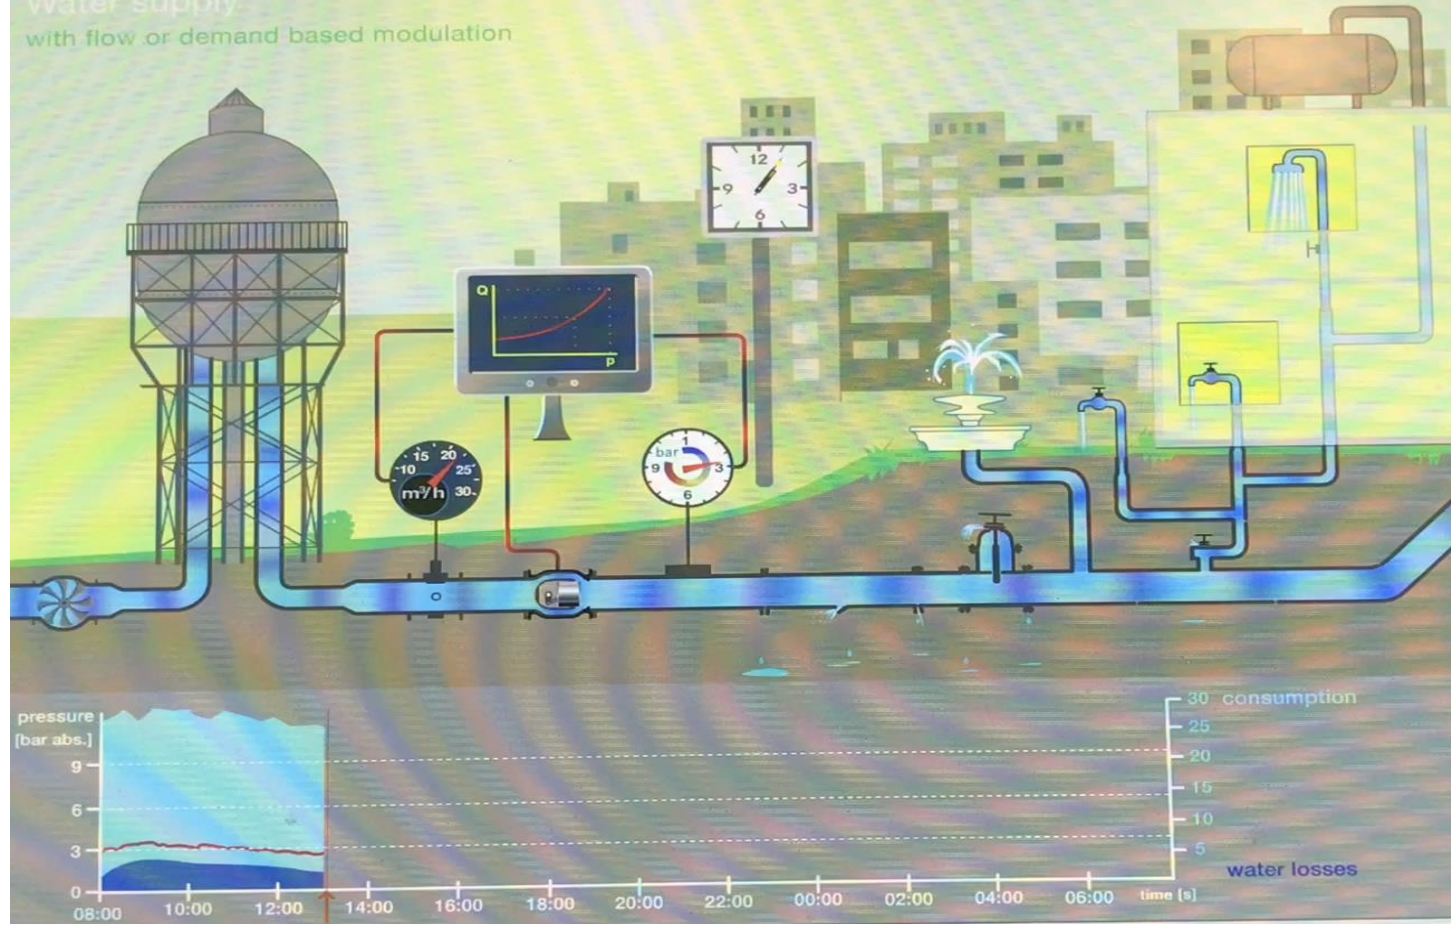 Water supply
with flow or demand based modulation
12
9 3
6
Q
P
15 20
10 25
m³/h 30
1
bar
9 3
6
pressure
[bar abs.]
9
6
3
0
08:00 10:00 12:00 14:00 16:00 18:00 20:00 22:00 00:00 02:00 04:00 06:00 time [s]
30 consumption
25
20
15
10
5
water losses